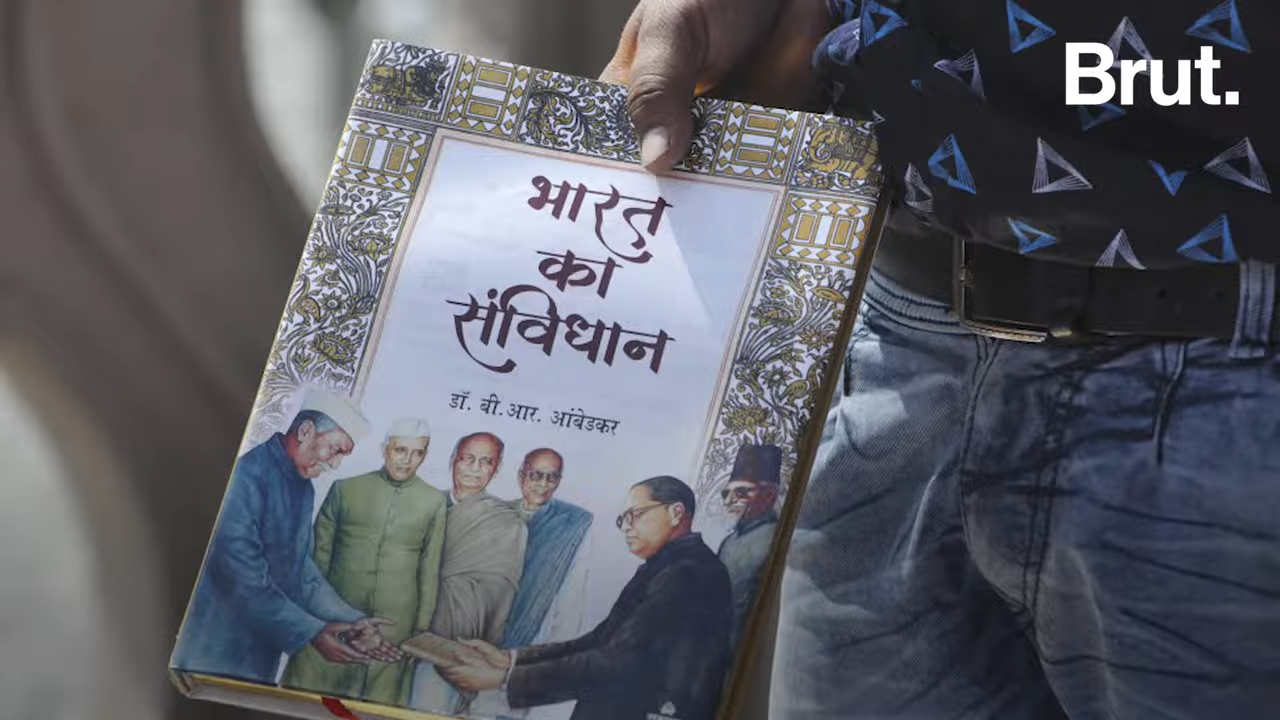 Brut.
भारत
का
संविधान
डॉ. बी. आर. आंबेडकर